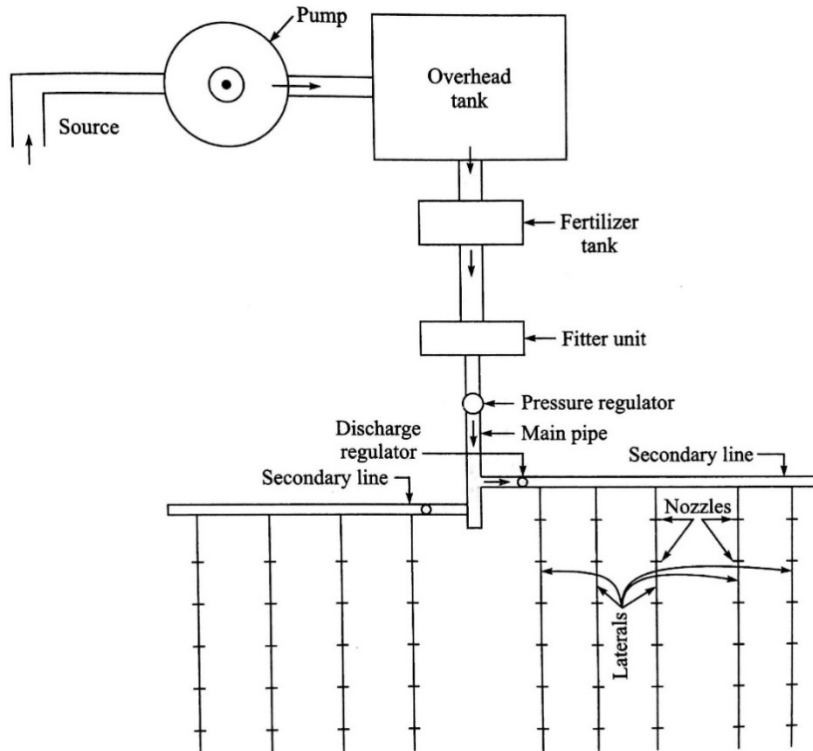 Pump
Overhead
tank
Source
Fertilizer
tank
Fitter unit
Pressure regulator
Main pipe
Discharge
regulator
Secondary line
Secondary line
Nozzles
Laterals